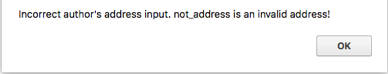 Incorrect author's address input. not_address is an invalid address!
OK